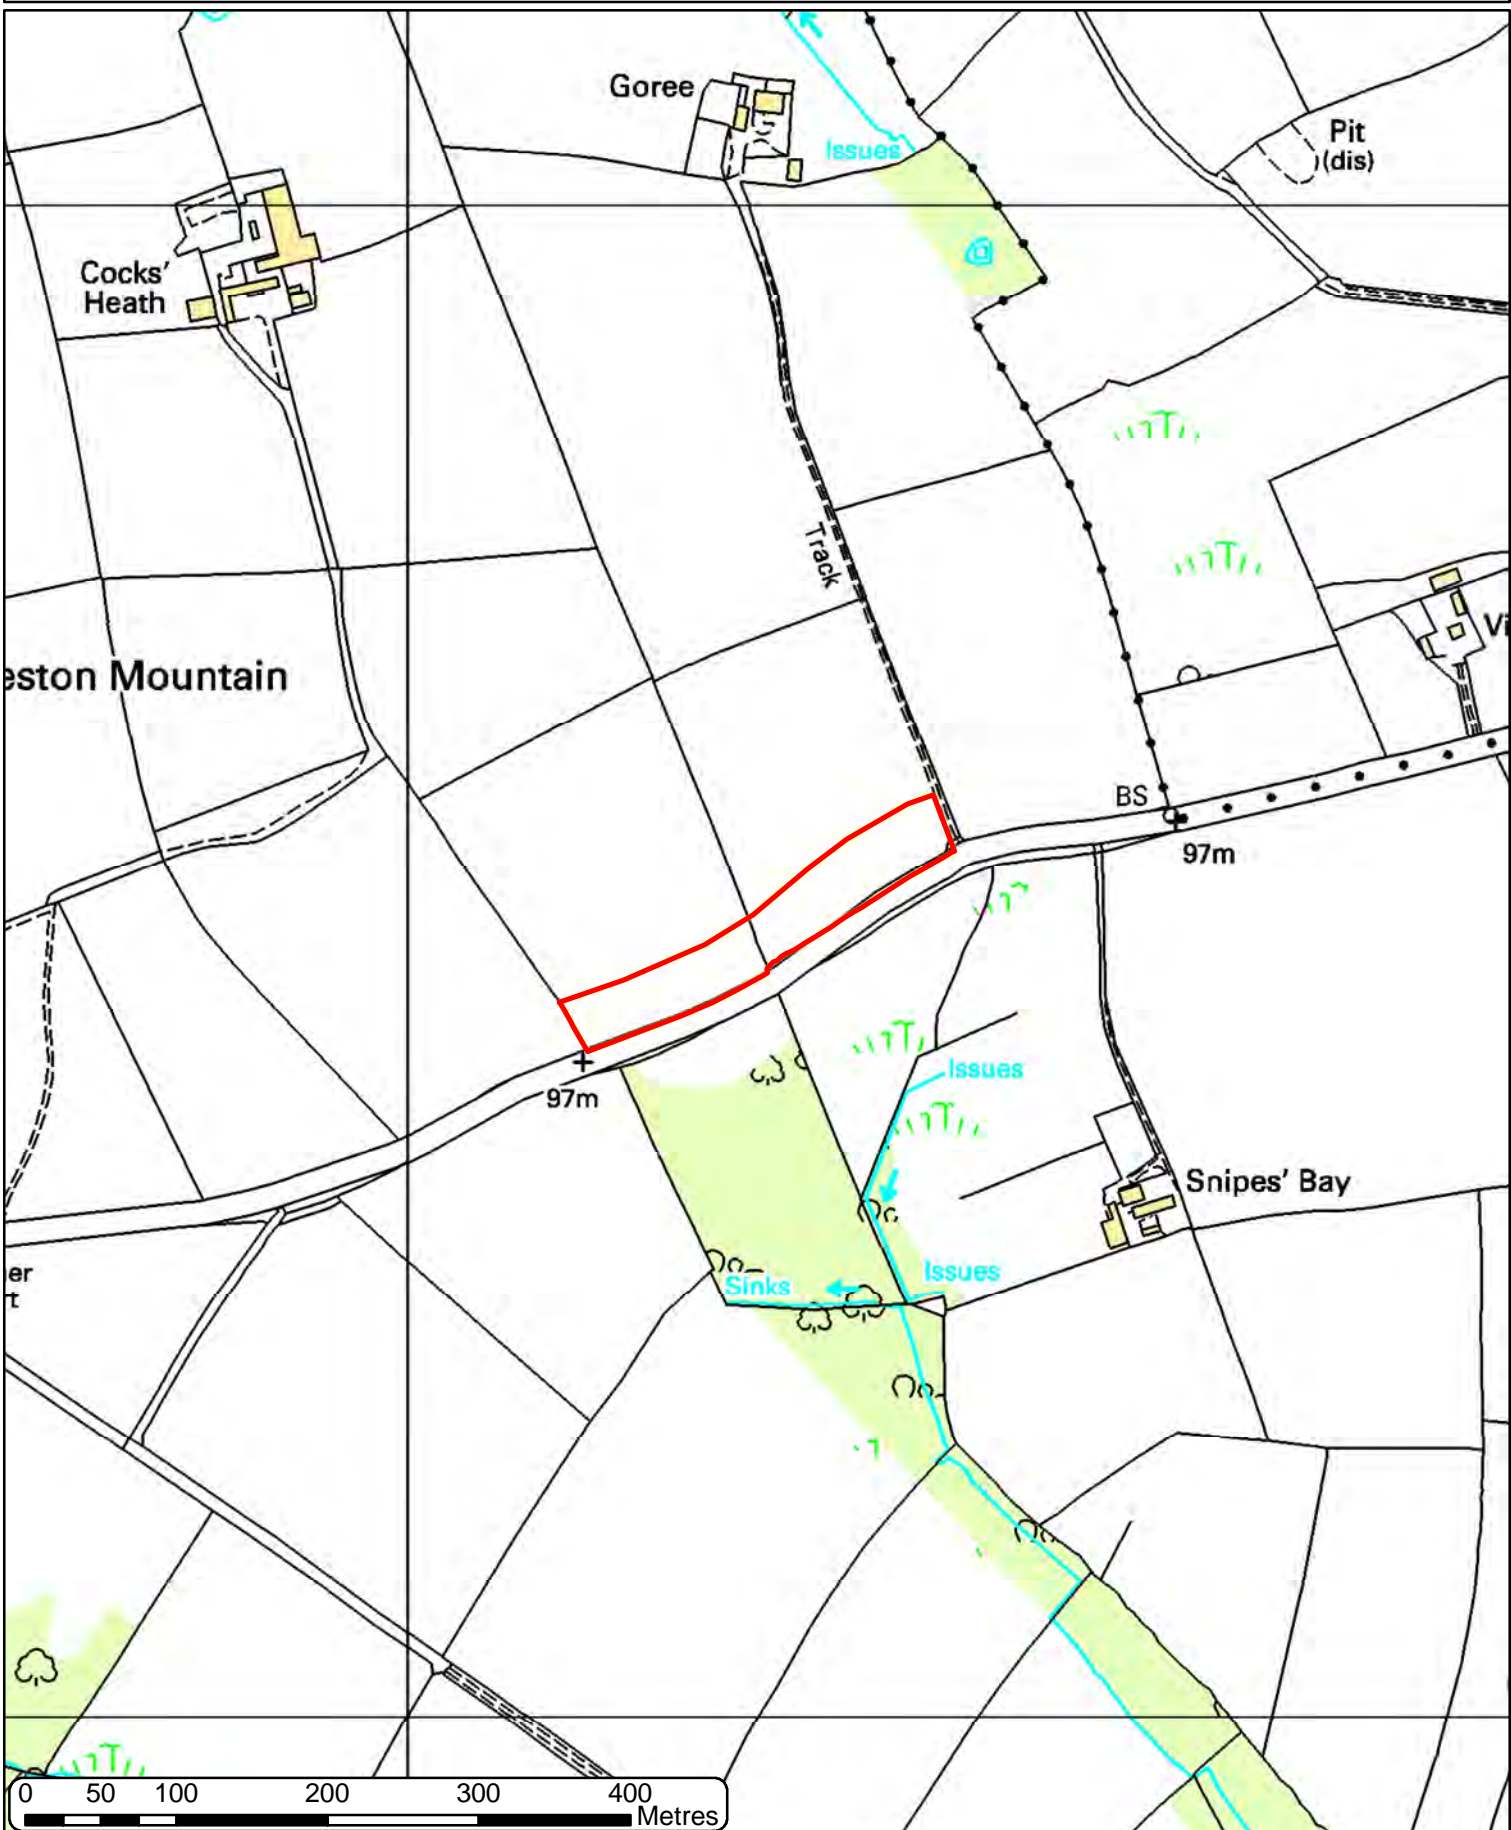 Goree
Issues
Pit
(dis)
Cocks'
Heath
Track
Vi
eston Mountain
BS
97m
97m
Issues
Snipes' Bay
Issues
Sinks
er
t
0 50 100 200 300 400
Metres